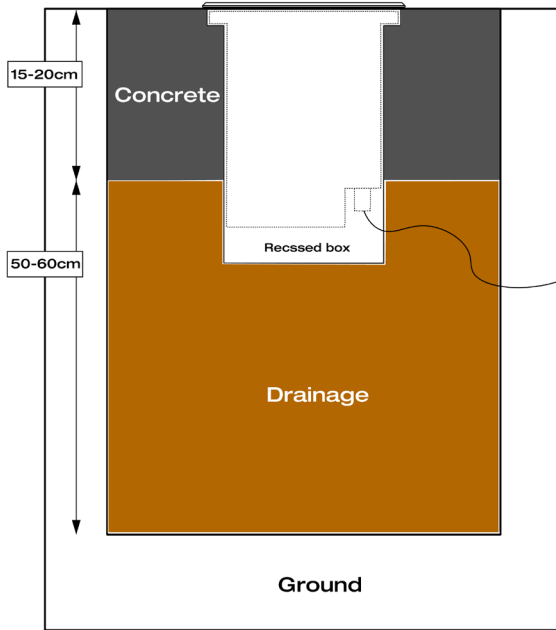 15-20cm
Concrete
Recssed box
50-60cm
Drainage
Ground